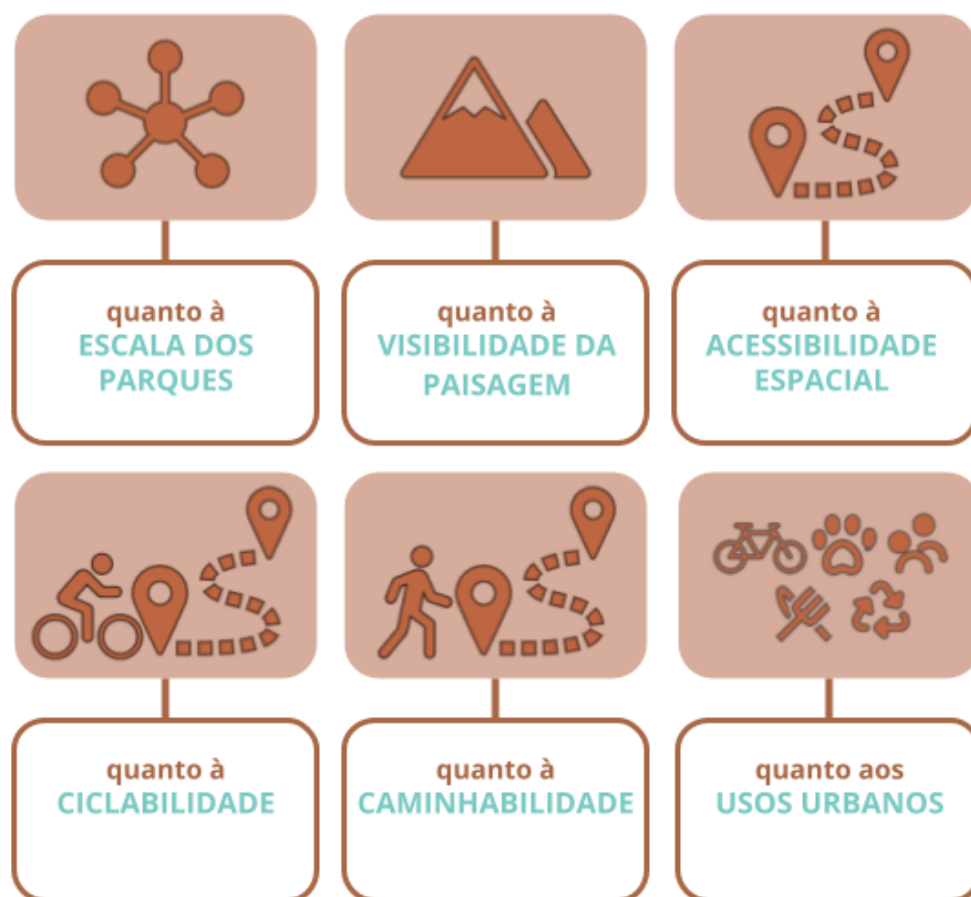 quanto à
ESCALA DOS
PARQUES
quanto à
VISIBILIDADE DA
PAISAGEM
quanto à
ACESSIBILIDADE
ESPACIAL
quanto à
CICLABILIDADE
quanto à
CAMINHABILIDADE
quanto aos
USOS URBANOS